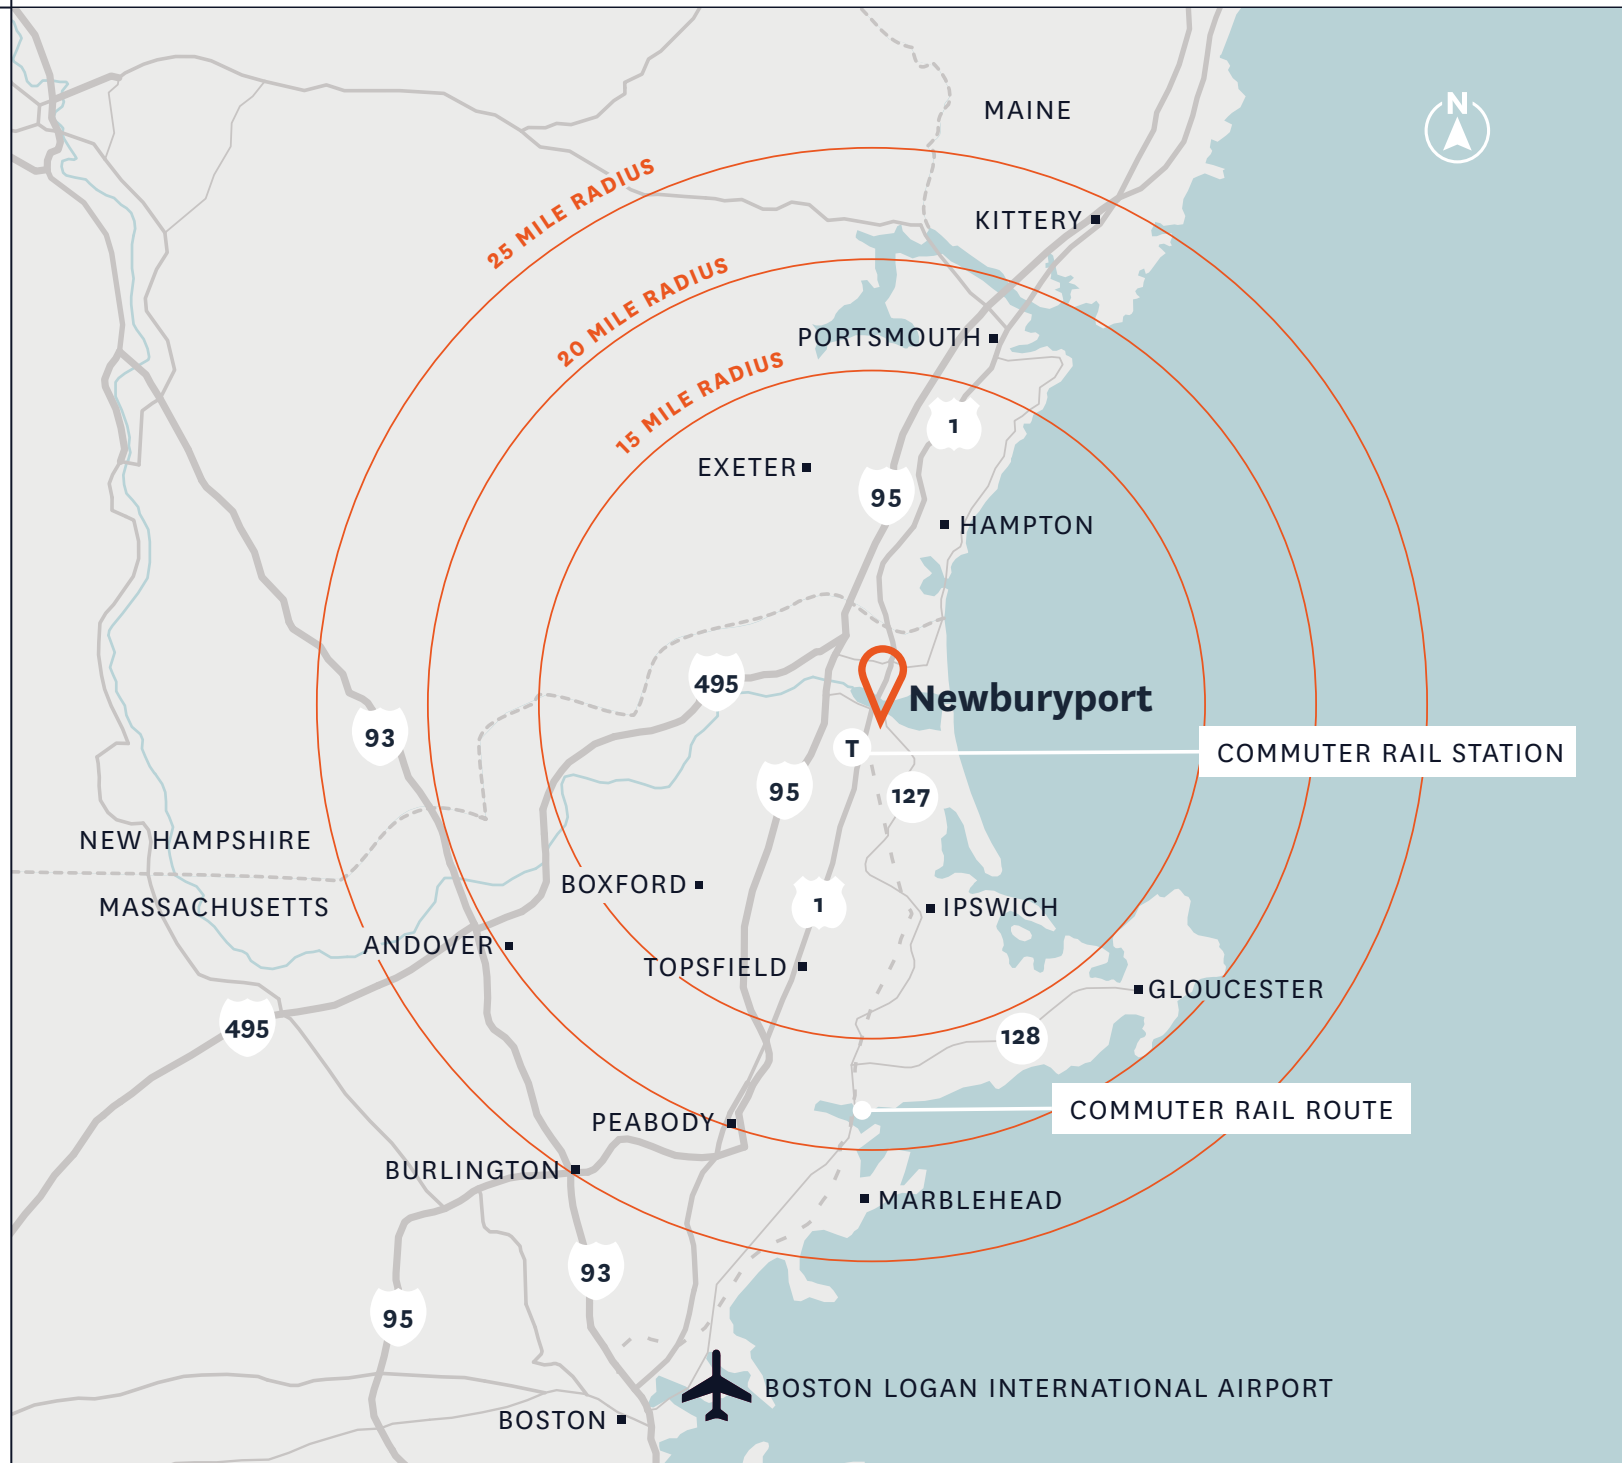 N
MAINE
25 MILE RADIUS
KITTERY
20 MILE RADIUS
PORTSMOUTH
15 MILE RADIUS
1
EXETER
95
HAMPTON
495
Newburyport
93
T
COMMUTER RAIL STATION
95
127
NEW HAMPSHIRE
BOXFORD
1
IPSWICH
MASSACHUSETTS
ANDOVER
TOPSFIELD
GLOUCESTER
495
128
PEABODY
COMMUTER RAIL ROUTE
BURLINGTON
MARBLEHEAD
93
95
BOSTON LOGAN INTERNATIONAL AIRPORT
BOSTON